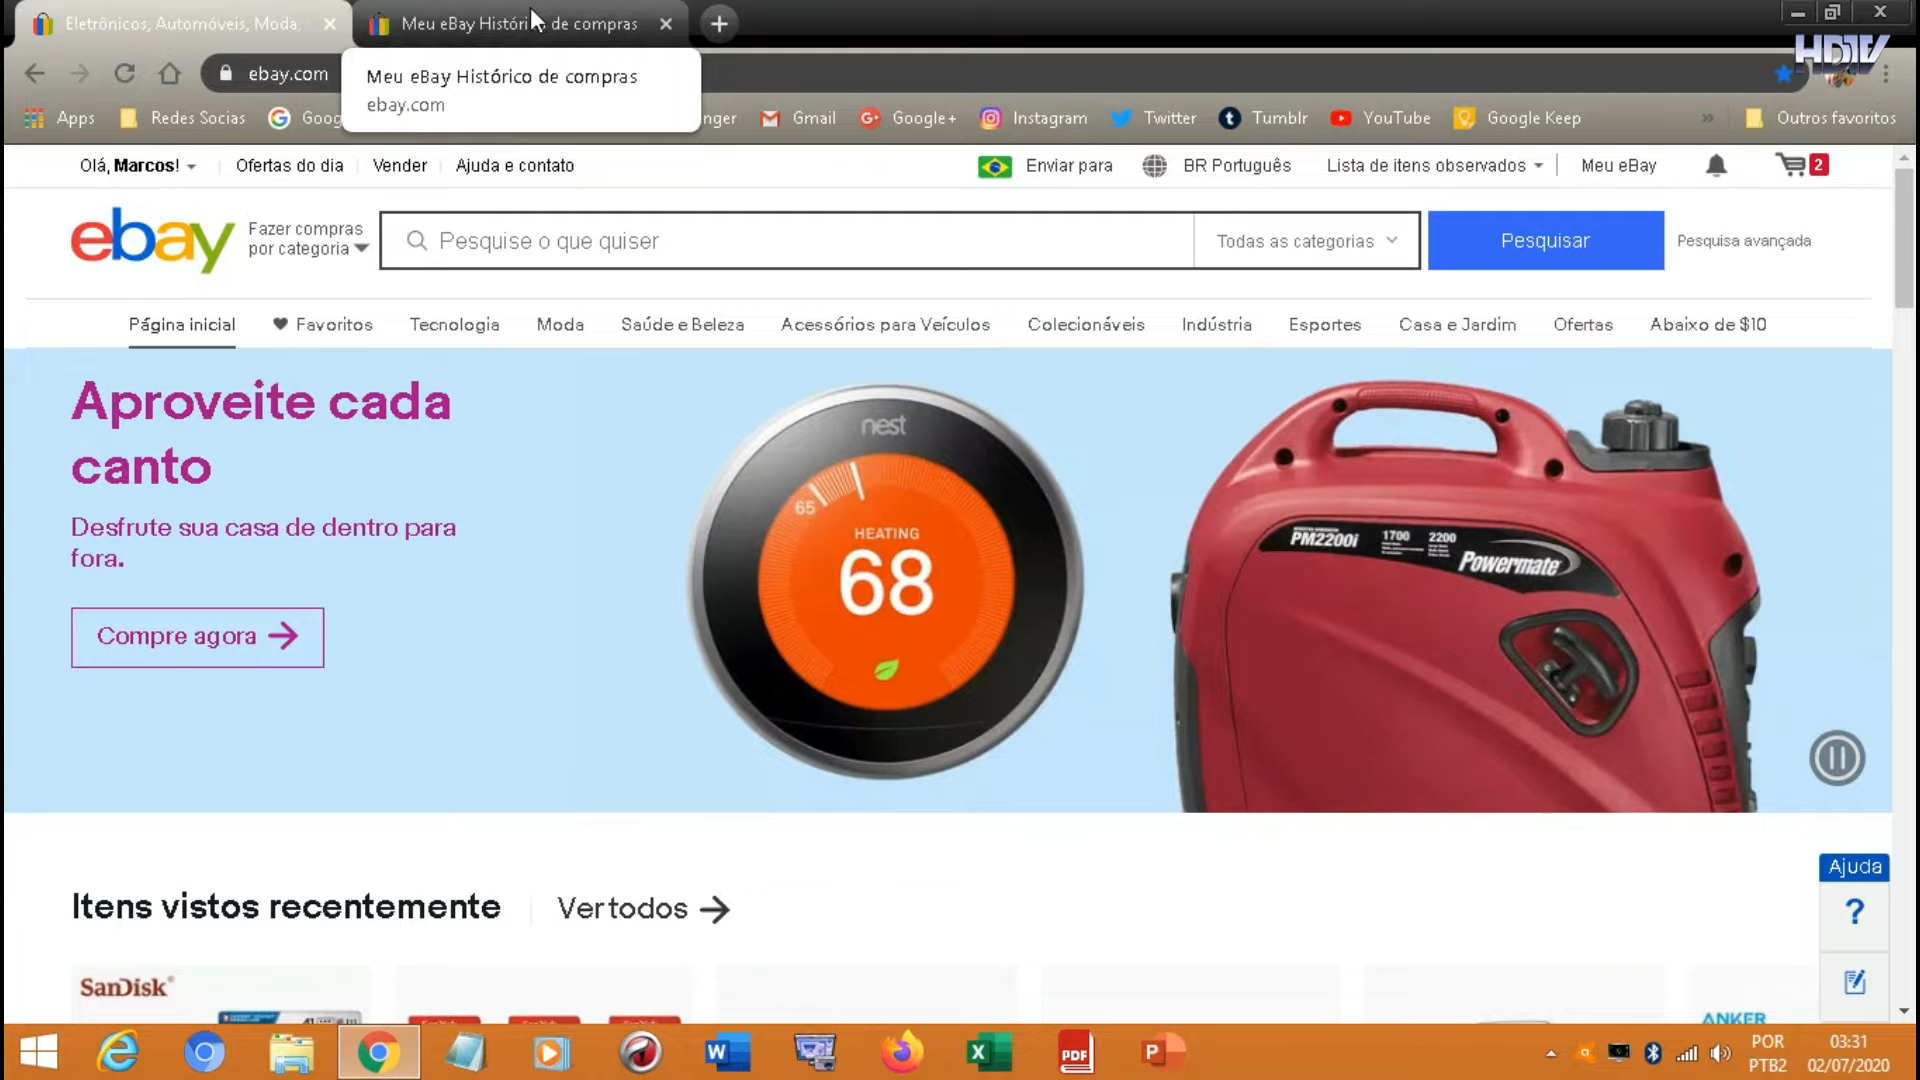 Eletrônicos, Automóveis, Moda,
Meu eBay Históri de compras
HDTV
ebay.com
Meu eBay Histórico de compras
ebay.com
Apps
Redes Socias
Goog
nger
Gmail
Google+
Instagram
Twitter
Tumblr
YouTube
Google Keep
»
Outros favoritos
Olá, Marcos!
Ofertas do dia
Vender
Ajuda e contato
Enviar para
BR Português
Lista de itens observados
Meu eBay
2
ebay
Fazer compras
por categoria
Pesquise o que quiser
Todas as categorias
Pesquisar
Pesquisa avançada
Página inicial
Favoritos
Tecnologia
Moda
Saúde e Beleza
Acessórios para Veículos
Colecionáveis
Indústria
Esportes
Casa e Jardim
Ofertas
Abaixo de $10
Aproveite cada
canto
Desfrute sua casa de dentro para
fora.
Compre agora
nest
65
HEATING
68
PM2200i
1700
2200
Powermate
Itens vistos recentemente
Ver todos
Ajuda
?
SanDisk
A1
ANKER
W
X
PDF
P
POR
PTB2
03:31
02/07/2020